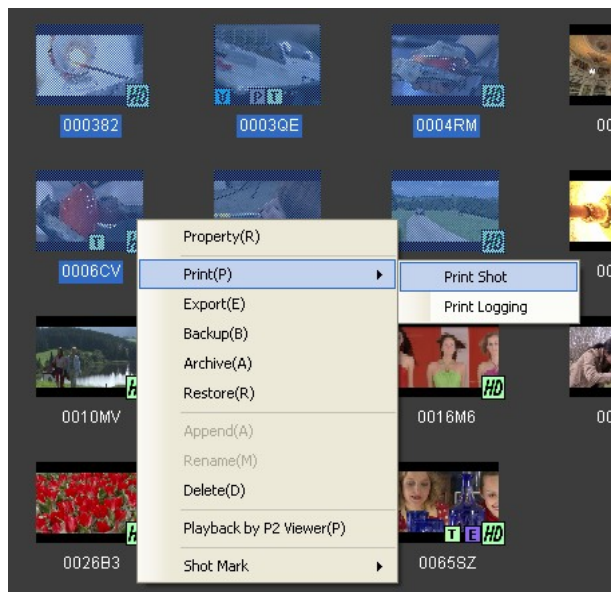 HD
U P T
HD
000382
0003QE
0004RM
00
T
HD
0006CV
00
Property(R)
Print(P)
Print Shot
Export(E)
Print Logging
Backup(B)
Archive(A)
Restore(R)
HD
0010MV
0016M6
00
Append(A)
Rename(M)
Delete(D)
Playback by P2 Viewer(P)
T E HD
0026B3
Shot Mark
0065SZ